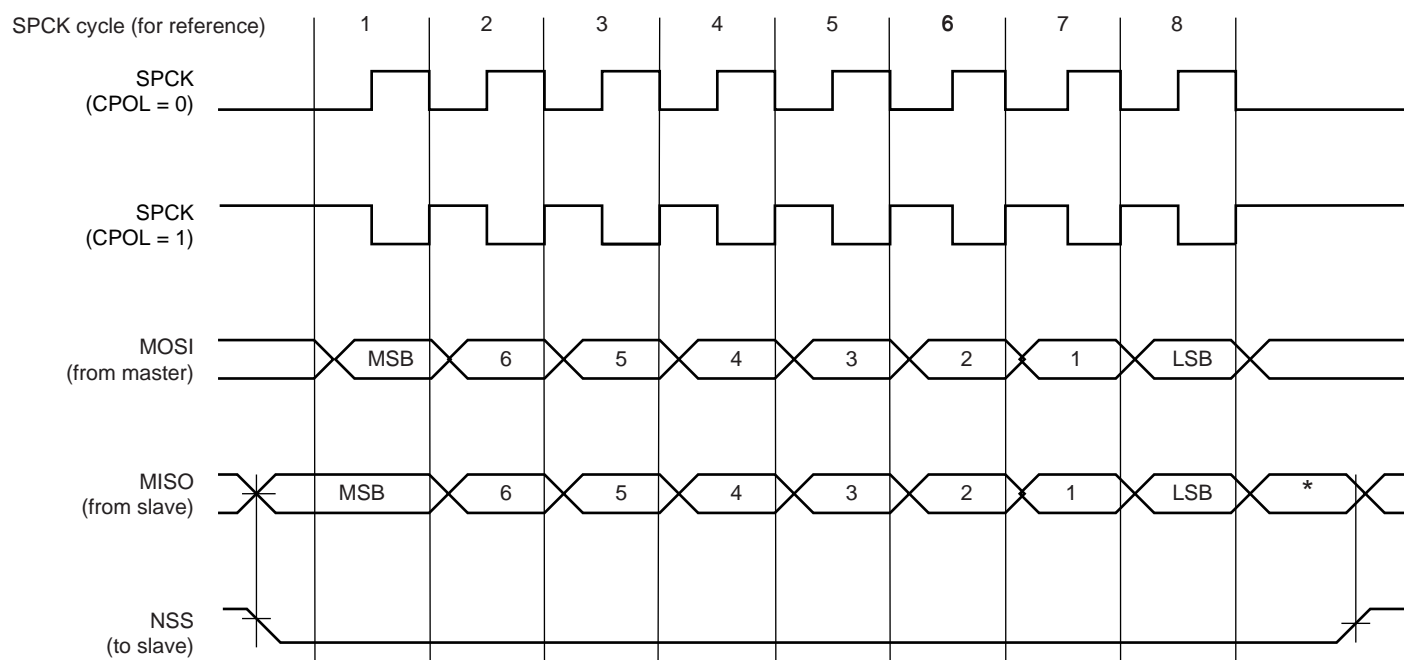 SPCK cycle (for reference) 1 2 3 4 5 6 7 8
SPCK
(CPOL = 0)
SPCK
(CPOL = 1)
MOSI
(from master)
MSB 6 5 4 3 2 1 LSB
MISO
(from slave)
MSB 6 5 4 3 2 1 LSB *
NSS
(to slave)